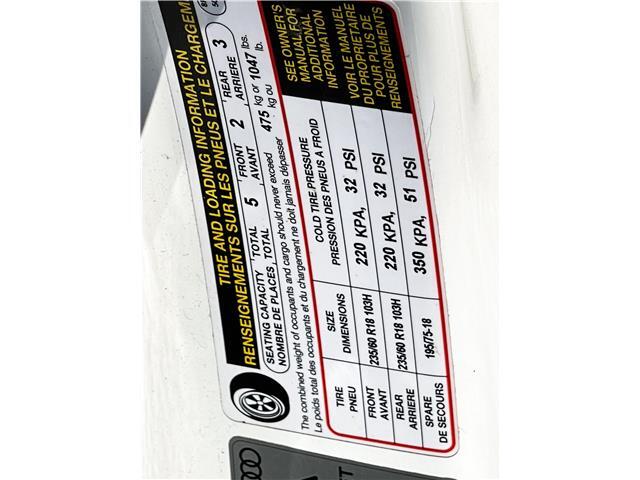 TIRE AND LOADING INFORMATION
RENSEIGNEMENTS SUR LES PNEUS ET LE CHARGEM
SEATING CAPACITY TOTAL 5 FRONT 2 REAR 3
NOMBRE DE PLACES, TOTAL AVANT ARRIERE
The combined weight of occupants and cargo should never exceed 475 kg or 1047 lbs.
Le poids total des occupants et du chargement ne doit jamais dépasser kg ou lb.
TIRE SIZE COLD TIRE PRESSURE
PNEU DIMENSIONS PRESSION DES PNEUS A FROID
FRONT 235/60 R18 103H 220 KPA, 32 PSI
AVANT
REAR 235/60 R18 103H 220 KPA, 32 PSI
ARRIERE
SPARE 195/75-18 350 KPA, 51 PSI
DE SECOURS
SEE OWNER'S
MANUAL FOR
ADDITIONAL
INFORMATION
VOIR LE MANUEL
DU PROPRIETAIRE
POUR PLUS DE
RENSEIGNEMENTS